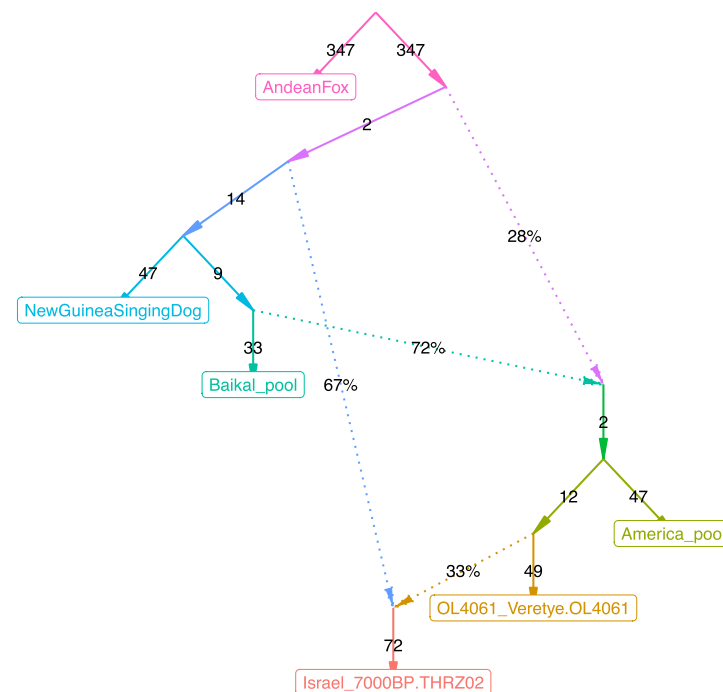 347 347
AndeanFox
2
14
28%
47 9
NewGuineaSingingDog
33 72%
Baikal_pool 67%
2
12 47
America_poo
33% 49
OL4061_Veretye.OL4061
72
Israel_7000BP.THRZ02